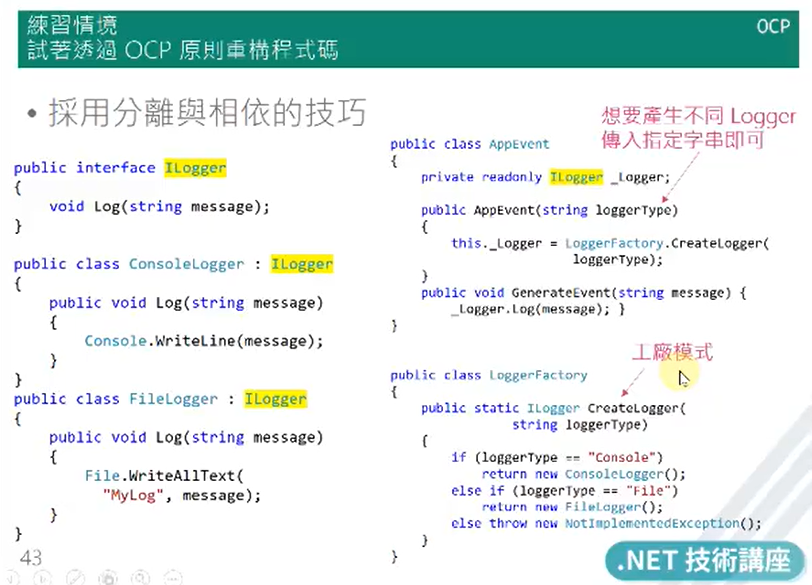 練習情境
試著透過 OCP 原則重構程式碼
OCP
• 採用分離與相依的技巧
public interface ILogger
{
void Log(string message);
}
public class ConsoleLogger : ILogger
{
public void Log(string message)
{
Console.WriteLine(message);
}
}
public class FileLogger : ILogger
{
public void Log(string message)
{
File.WriteAllText(
"MyLog", message);
}
}
想要產生不同 Logger
傳入指定字串即可
public class AppEvent
{
private readonly ILogger _Logger;
public AppEvent(string loggerType)
{
this._Logger = LoggerFactory.CreateLogger(
loggerType);
}
public void GenerateEvent(string message) {
_Logger.Log(message); }
}
工廠模式
public class LoggerFactory
{
public static ILogger CreateLogger(
string loggerType)
{
if (loggerType == "Console")
return new ConsoleLogger();
else if (loggerType == "File")
return new FileLogger();
else throw new NotImplementedException();
}
}
43
.NET 技術講座